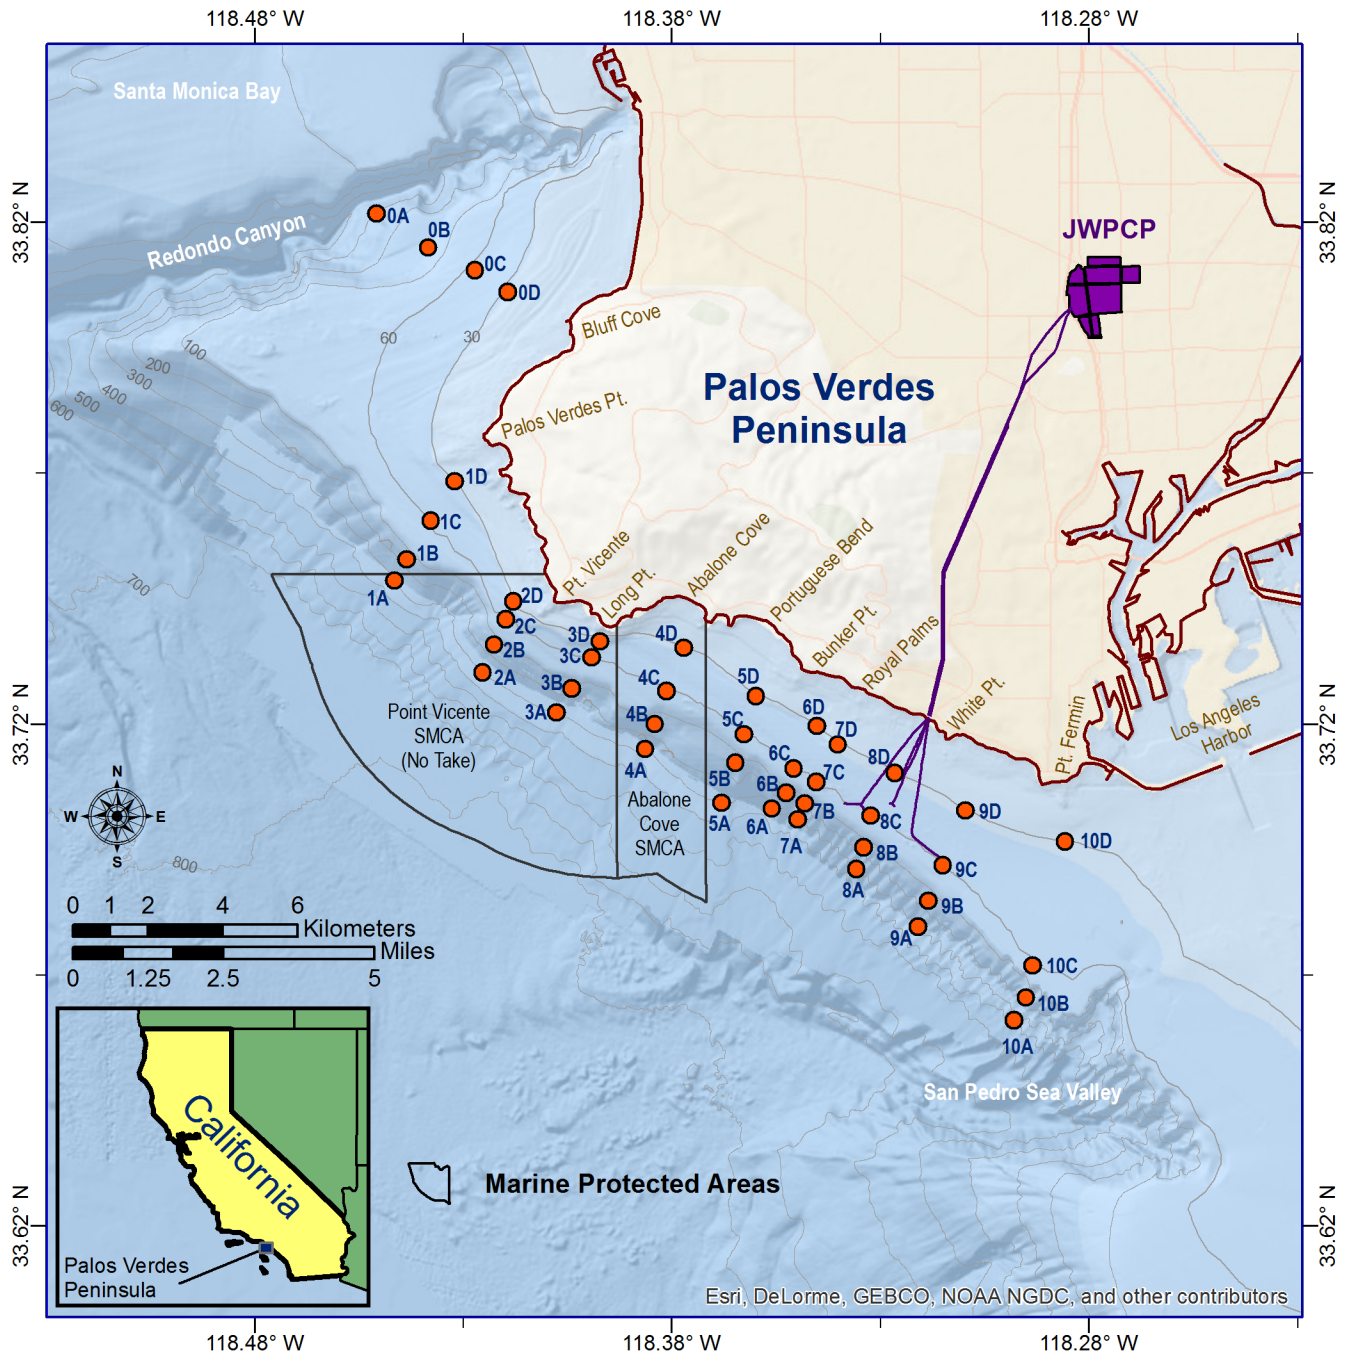 118.48° W
118.38° W
118.28° W
Santa Monica Bay
33.82° N
33.82° N
0A
0B
Redondo Canyon
JWPCP
0C
0D
Bluff Cove
60
30
100
200
300
400
500
600
Palos Verdes
Peninsula
Palos Verdes Pt.
1D
1C
1B
1A
700
Pt. Vicente
Long Pt.
Abalone Cove
Portuguese Bend
Bunker Pt.
Royal Palms
White Pt.
Pt. Fermin
Los Angeles
Harbor
2D
2C
2B
2A
3D
3C
3B
3A
4D
4C
4B
4A
5D
5C
5B
5A
6D
6C
6B
6A
7D
7C
7B
7A
8D
8C
8B
8A
9D
9C
9B
9A
10D
10C
10B
10A
33.72° N
33.72° N
Point Vicente
SMCA
(No Take)
Abalone
Cove
SMCA
N
W
E
S
800
0 1 2 4 6
Kilometers
Miles
0 1.25 2.5 5
San Pedro Sea Valley
California
Palos Verdes
Peninsula
Marine Protected Areas
33.62° N
33.62° N
Esri, DeLorme, GEBCO, NOAA NGDC, and other contributors
118.48° W
118.38° W
118.28° W